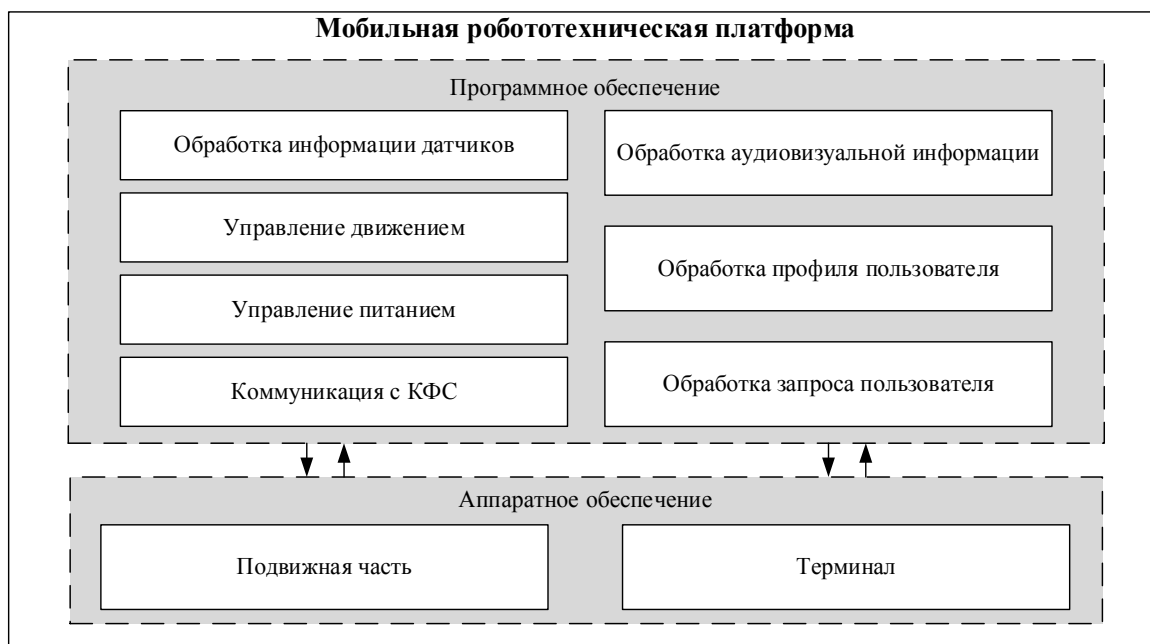 Мобильная робототехническая платформа
Программное обеспечение
Обработка информации датчиков
Управление движением
Управление питанием
Коммуникация с КФС
Обработка аудиовизуальной информации
Обработка профиля пользователя
Обработка запроса пользователя
Аппаратное обеспечение
Подвижная часть
Терминал